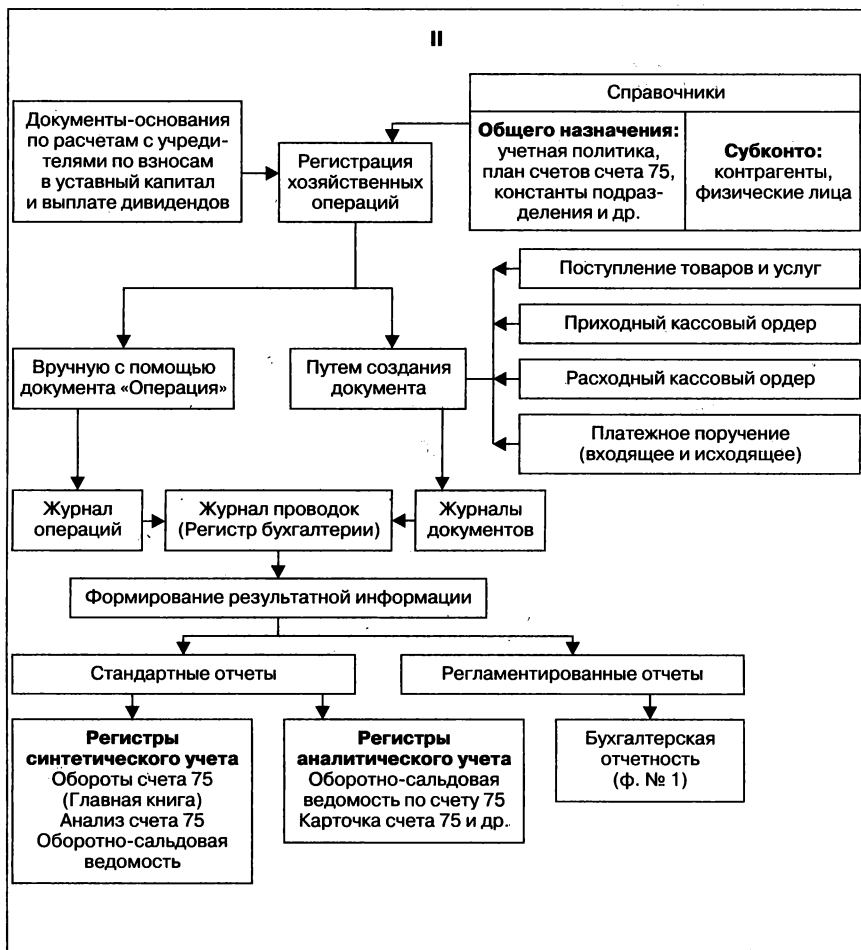 II
Документы-основания
по расчетам с учреди-
телями по взносам
в уставный капитал
и выплате дивидендов
Регистрация
хозяйственных
операций
Справочники
Общего назначения:
учетная политика,
план счетов счета 75,
константы подраз-
деления и др.
Субконто:
контрагенты,
физические лица
Поступление товаров и услуг
Приходный кассовый ордер
Вручную с помощью
документа «Операция»
Путем создания
документа
Расходный кассовый ордер
Платежное поручение
(входящее и исходящее)
Журнал
операций
Журнал проводок
(Регистр бухгалтерии)
Журналы
документов
Формирование результатной информации
Стандартные отчеты
Регламентированные отчеты
Регистры
синтетического учета
Обороты счета 75
(Главная книга)
Анализ счета 75
Оборотно-сальдовая
ведомость
Регистры
аналитического учета
Оборотно-сальдовая
ведомость по счету 75
Карточка счета 75 и др.
Бухгалтерская
отчетность
(ф. № 1)